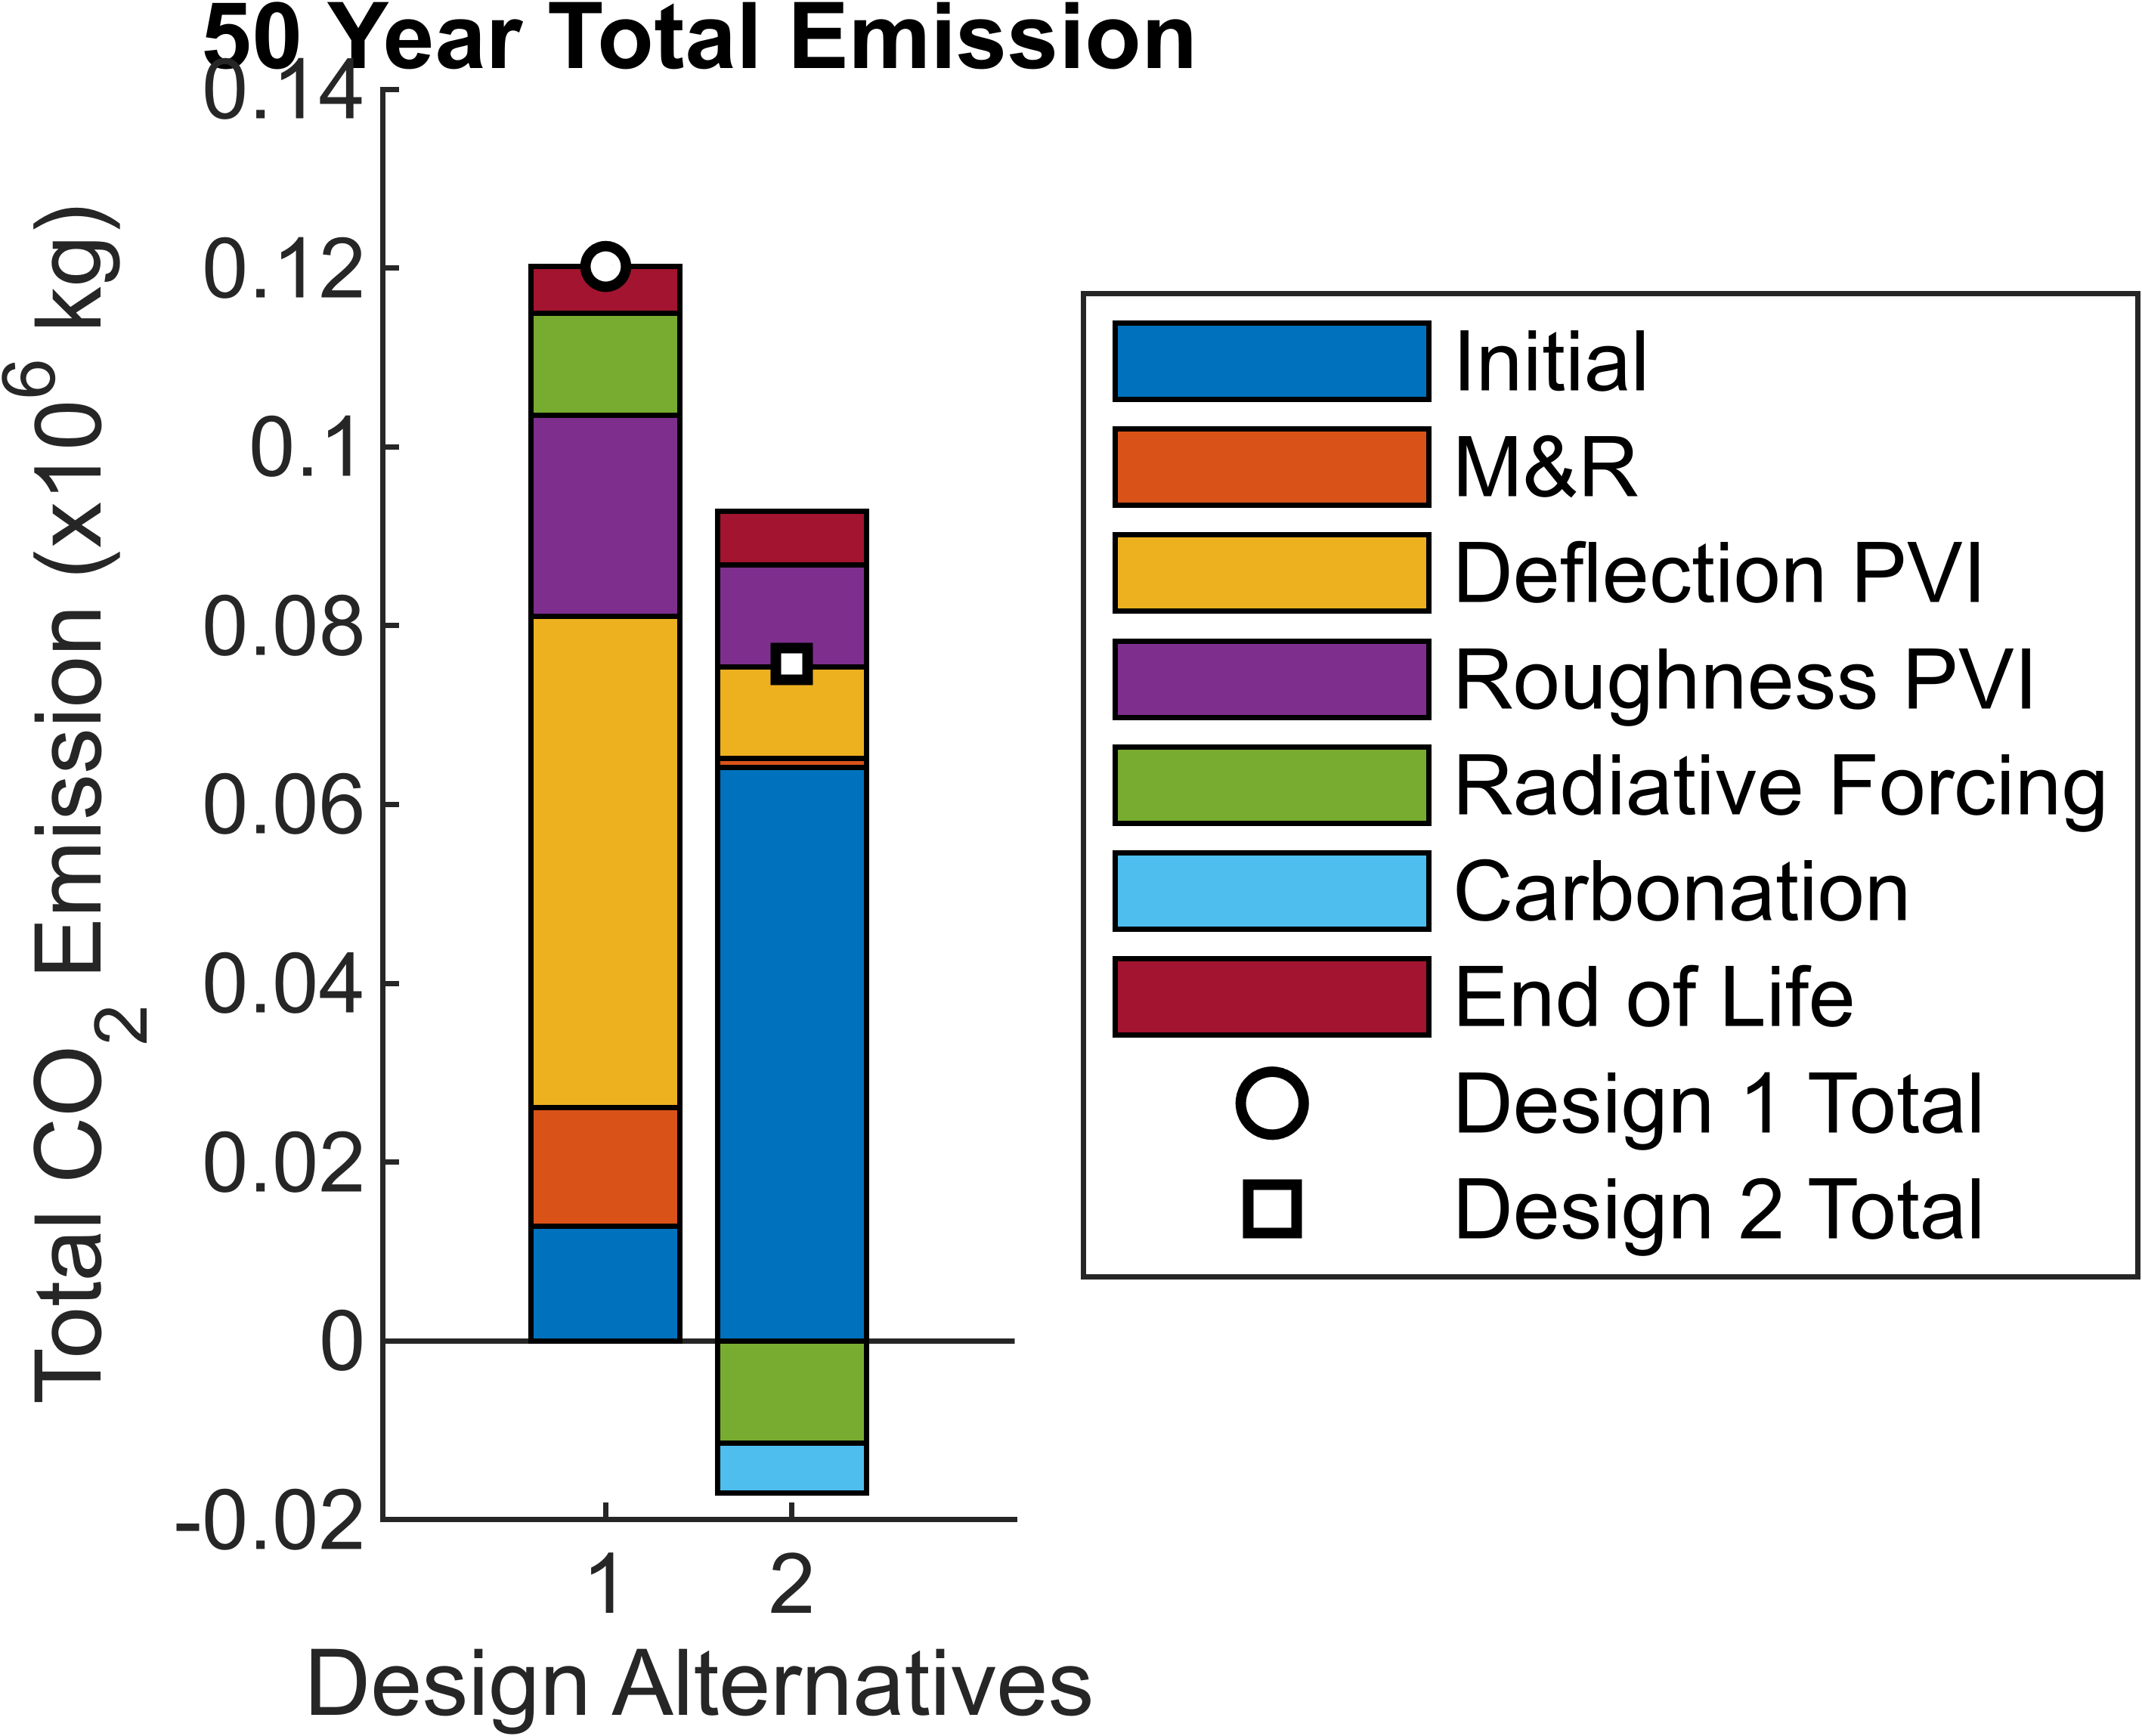 50 Year Total Emission
0.14
0.12
0.1
0.08
0.06
0.04
0.02
0
-0.02
Total CO2 Emission (x10^6 kg)
1
2
Design Alternatives
Initial
M&R
Deflection PVI
Roughness PVI
Radiative Forcing
Carbonation
End of Life
Design 1 Total
Design 2 Total